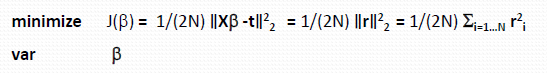 minimize J(β) = 1/(2N) ‖Xβ -t‖²₂ = 1/(2N) ‖r‖²₂ = 1/(2N) Σᵢ₌₁…N r²ᵢ
var β